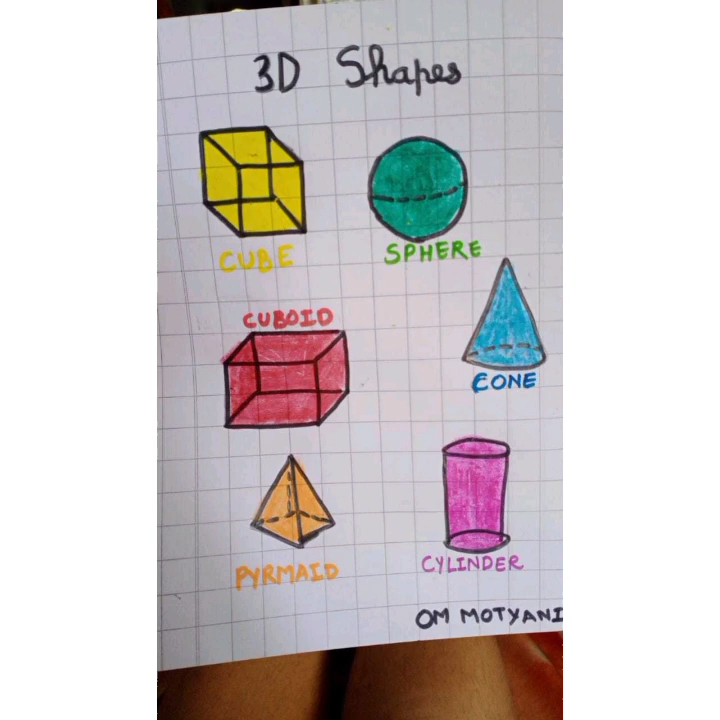 3D Shapes
CUBE
SPHERE
CUBOID
CONE
PYRMAID
CYLINDER
OM MOTYANI